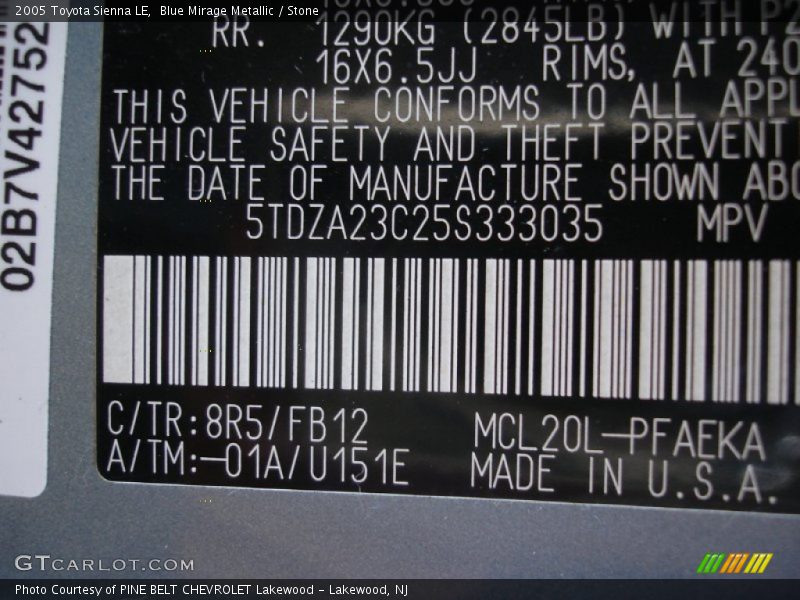 2005 Toyota Sienna LE, Blue Mirage Metallic / Stone
RR. 1290KG (2845LB) WITH
16X6.5JJ RIMS, AT 240
THIS VEHICLE CONFORMS TO ALL APPL
VEHICLE SAFETY AND THEFT PREVENT
THE DATE OF MANUFACTURE SHOWN ABO
5TDZA23C25S333035 MPV
C/TR:8R5/FB12 MCL20L-PFAEKA
A/TM:-01A/U151E MADE IN U.S.A.
02B7V42752
GTCARLOT.COM
Photo Courtesy of PINE BELT CHEVROLET Lakewood - Lakewood, NJ